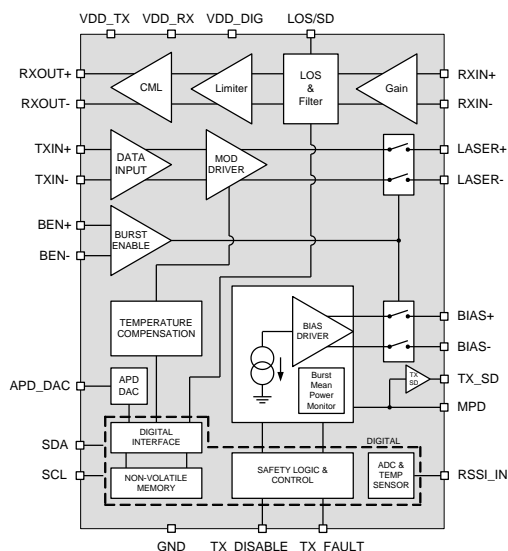 VDD_TX VDD_RX VDD_DIG LOS/SD
RXOUT+
RXOUT-
CML
Limiter
LOS
&
Filter
Gain
RXIN+
RXIN-
TXIN+
TXIN-
DATA
INPUT
MOD
DRIVER
LASER+
LASER-
BEN+
BEN-
BURST
ENABLE
TEMPERATURE
COMPENSATION
BIAS
DRIVER
Burst
Mean
Power
Monitor
BIAS+
BIAS-
TX
SD
TX_SD
MPD
APD_DAC
APD
DAC
SDA
SCL
DIGITAL
INTERFACE
NON-VOLATILE
MEMORY
SAFETY LOGIC &
CONTROL
DIGITAL
ADC &
TEMP
SENSOR
RSSI_IN
GND TX_DISABLE TX_FAULT